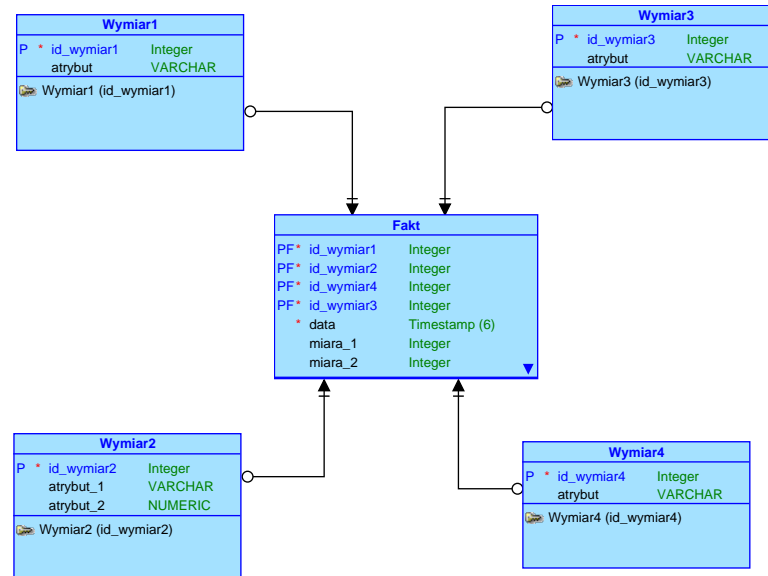 Wymiar1
P * id_wymiar1 Integer
atrybut VARCHAR
Wymiar1 (id_wymiar1)
Wymiar3
P * id_wymiar3 Integer
atrybut VARCHAR
Wymiar3 (id_wymiar3)
Fakt
PF* id_wymiar1 Integer
PF* id_wymiar2 Integer
PF* id_wymiar4 Integer
PF* id_wymiar3 Integer
* data Timestamp (6)
miara_1 Integer
miara_2 Integer
Wymiar2
P * id_wymiar2 Integer
atrybut_1 VARCHAR
atrybut_2 NUMERIC
Wymiar2 (id_wymiar2)
Wymiar4
P * id_wymiar4 Integer
atrybut VARCHAR
Wymiar4 (id_wymiar4)